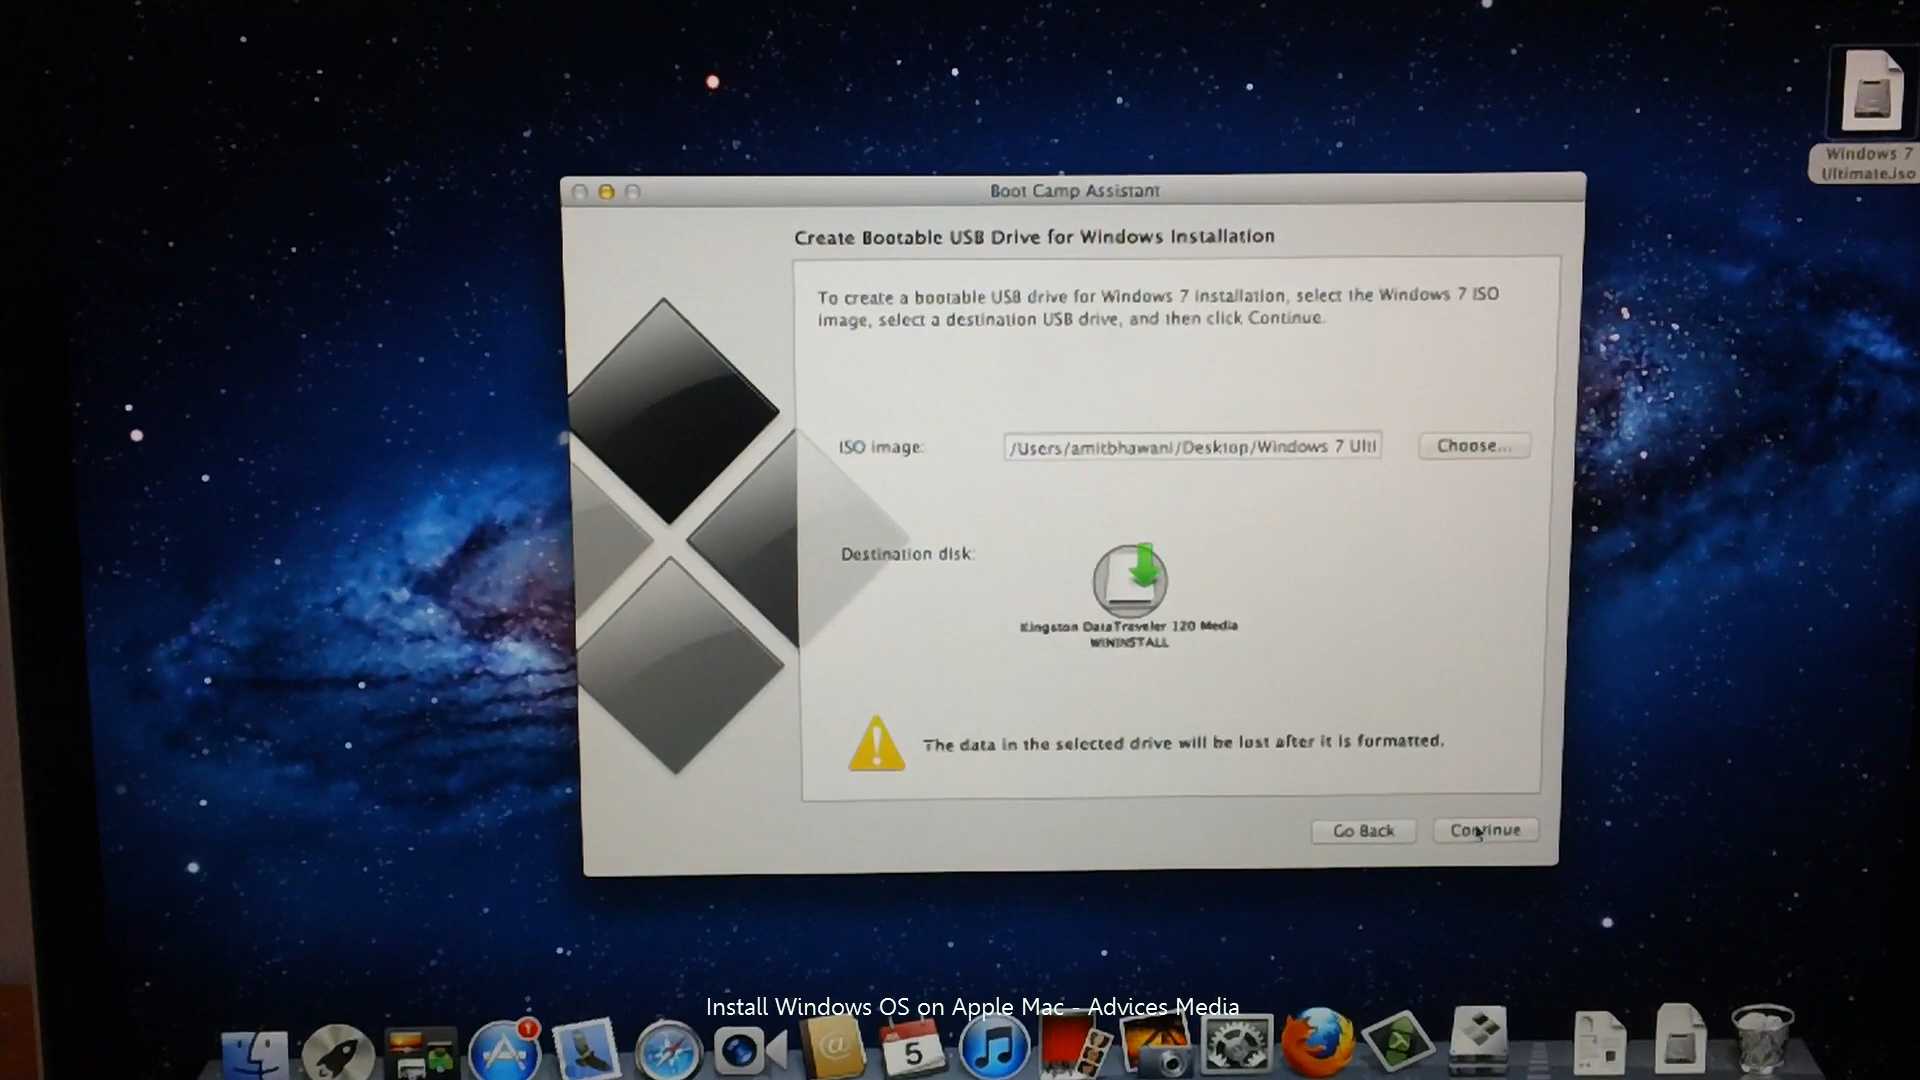 Windows 7
Ultimate.iso
Boot Camp Assistant
Create Bootable USB Drive for Windows Installation
To create a bootable USB drive for Windows 7 installation, select the Windows 7 ISO
image, select a destination USB drive, and then click Continue.
ISO image:
/Users/amitbhawani/Desktop/Windows 7 Ulti
Choose...
Destination disk:
Kingston DataTraveler 120 Media
WININSTALL
The data in the selected drive will be lost after it is formatted.
Go Back
Continue
Install Windows OS on Apple Mac - Advices Media
1
@
5